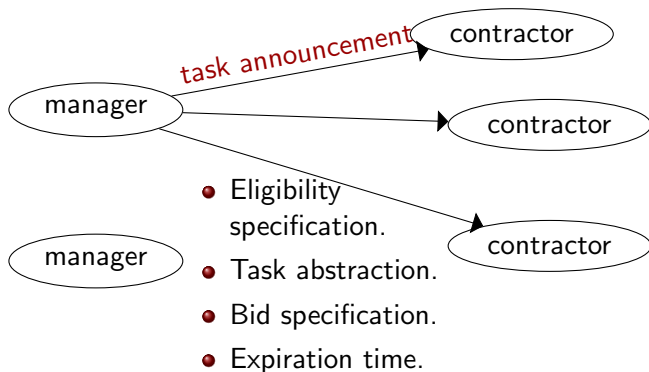 contractor
task announcement
manager
contractor
Eligibility
specification.
contractor
manager
Task abstraction.
Bid specification.
Expiration time.